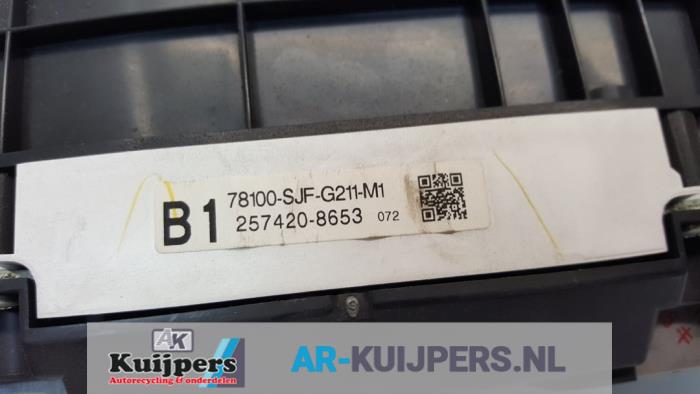 B1
78100-SJF-G211-M1
257420-8653 072
AK
Kuijpers
Autorecycling & onderdelen
AR-KUIJPERS.NL